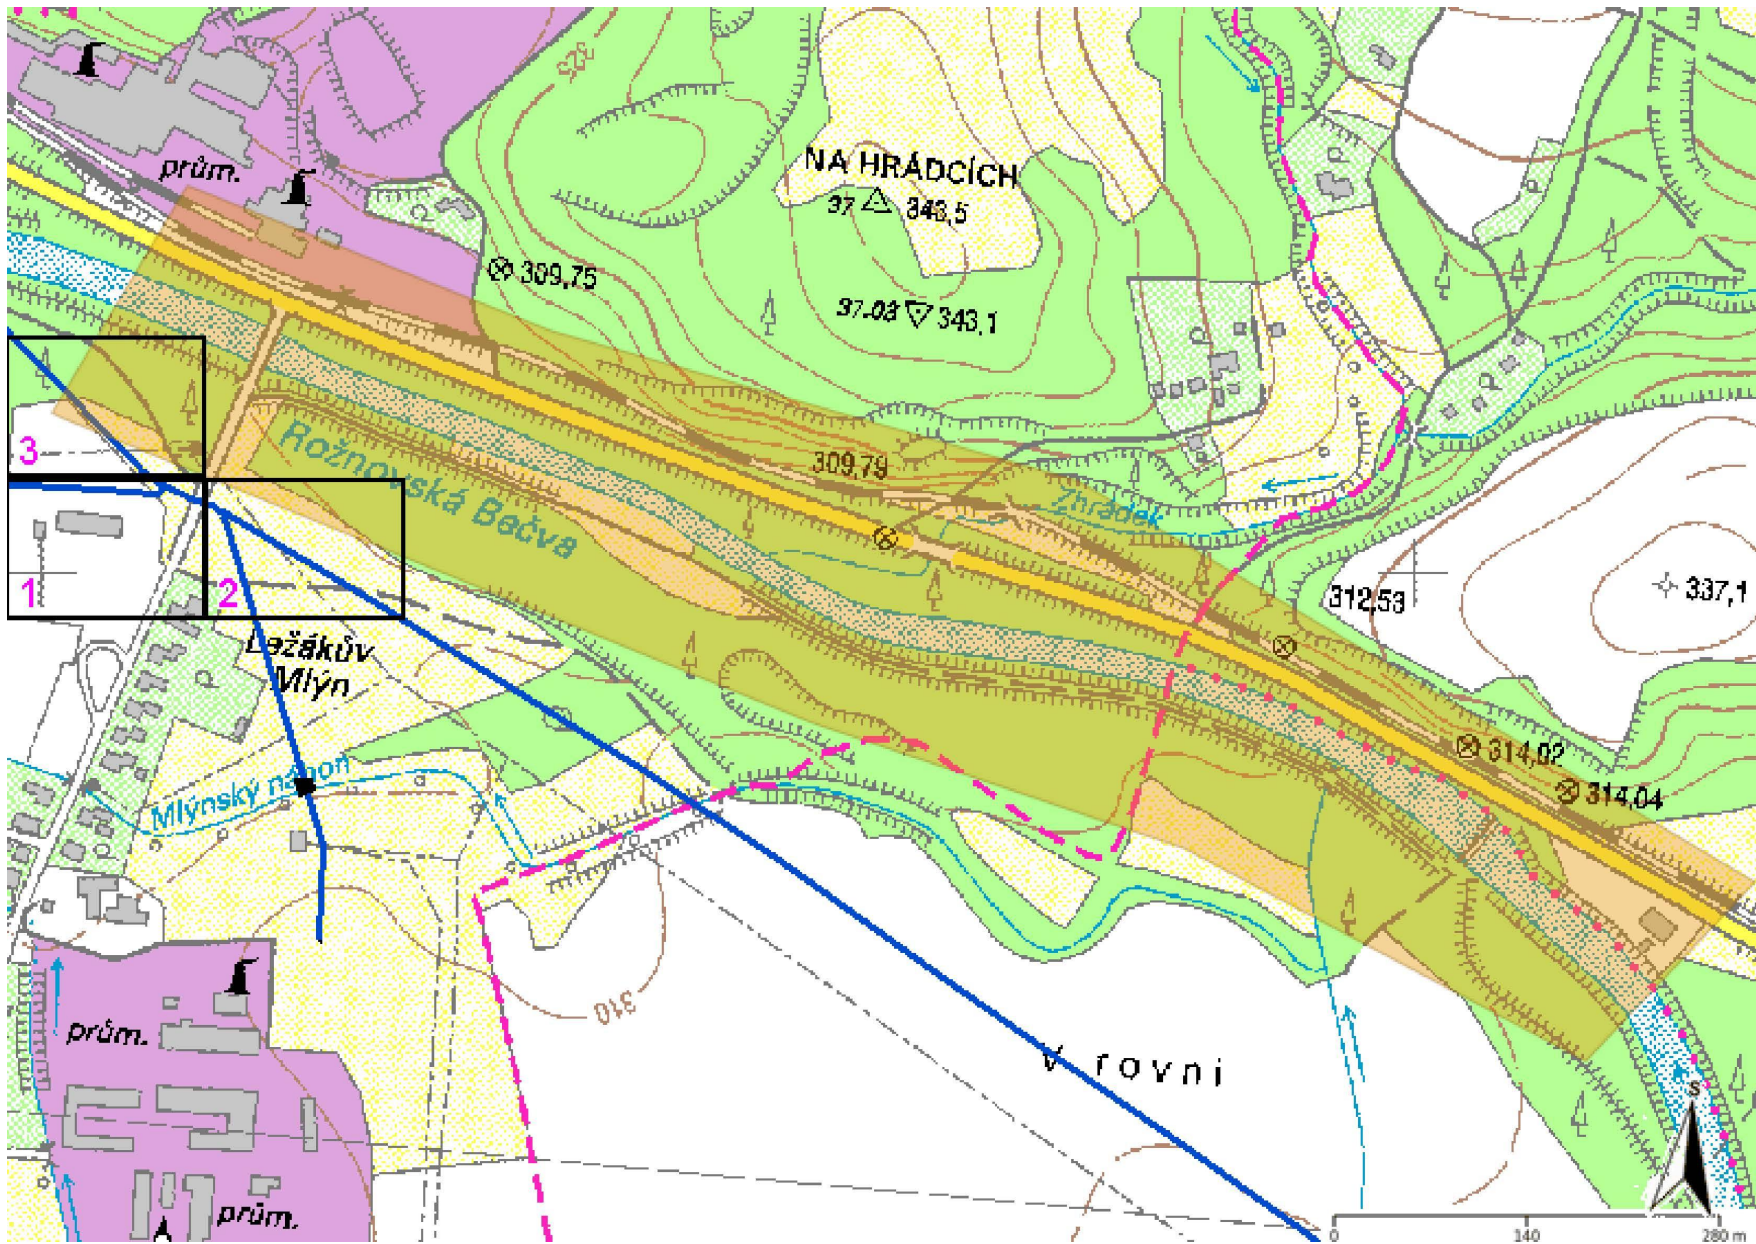 325
prům.
NA HRÁDCÍCH
37 343,5
309,75
37-03 343,1
3
Rožnovská Bečva
309,79
Zhrádek
1
2
312,53
337,1
Ležákův
Mlýn
Mlýnský náhon
314,02
314,04
310
prům.
V rovni
S
prům.
0 140 280 m